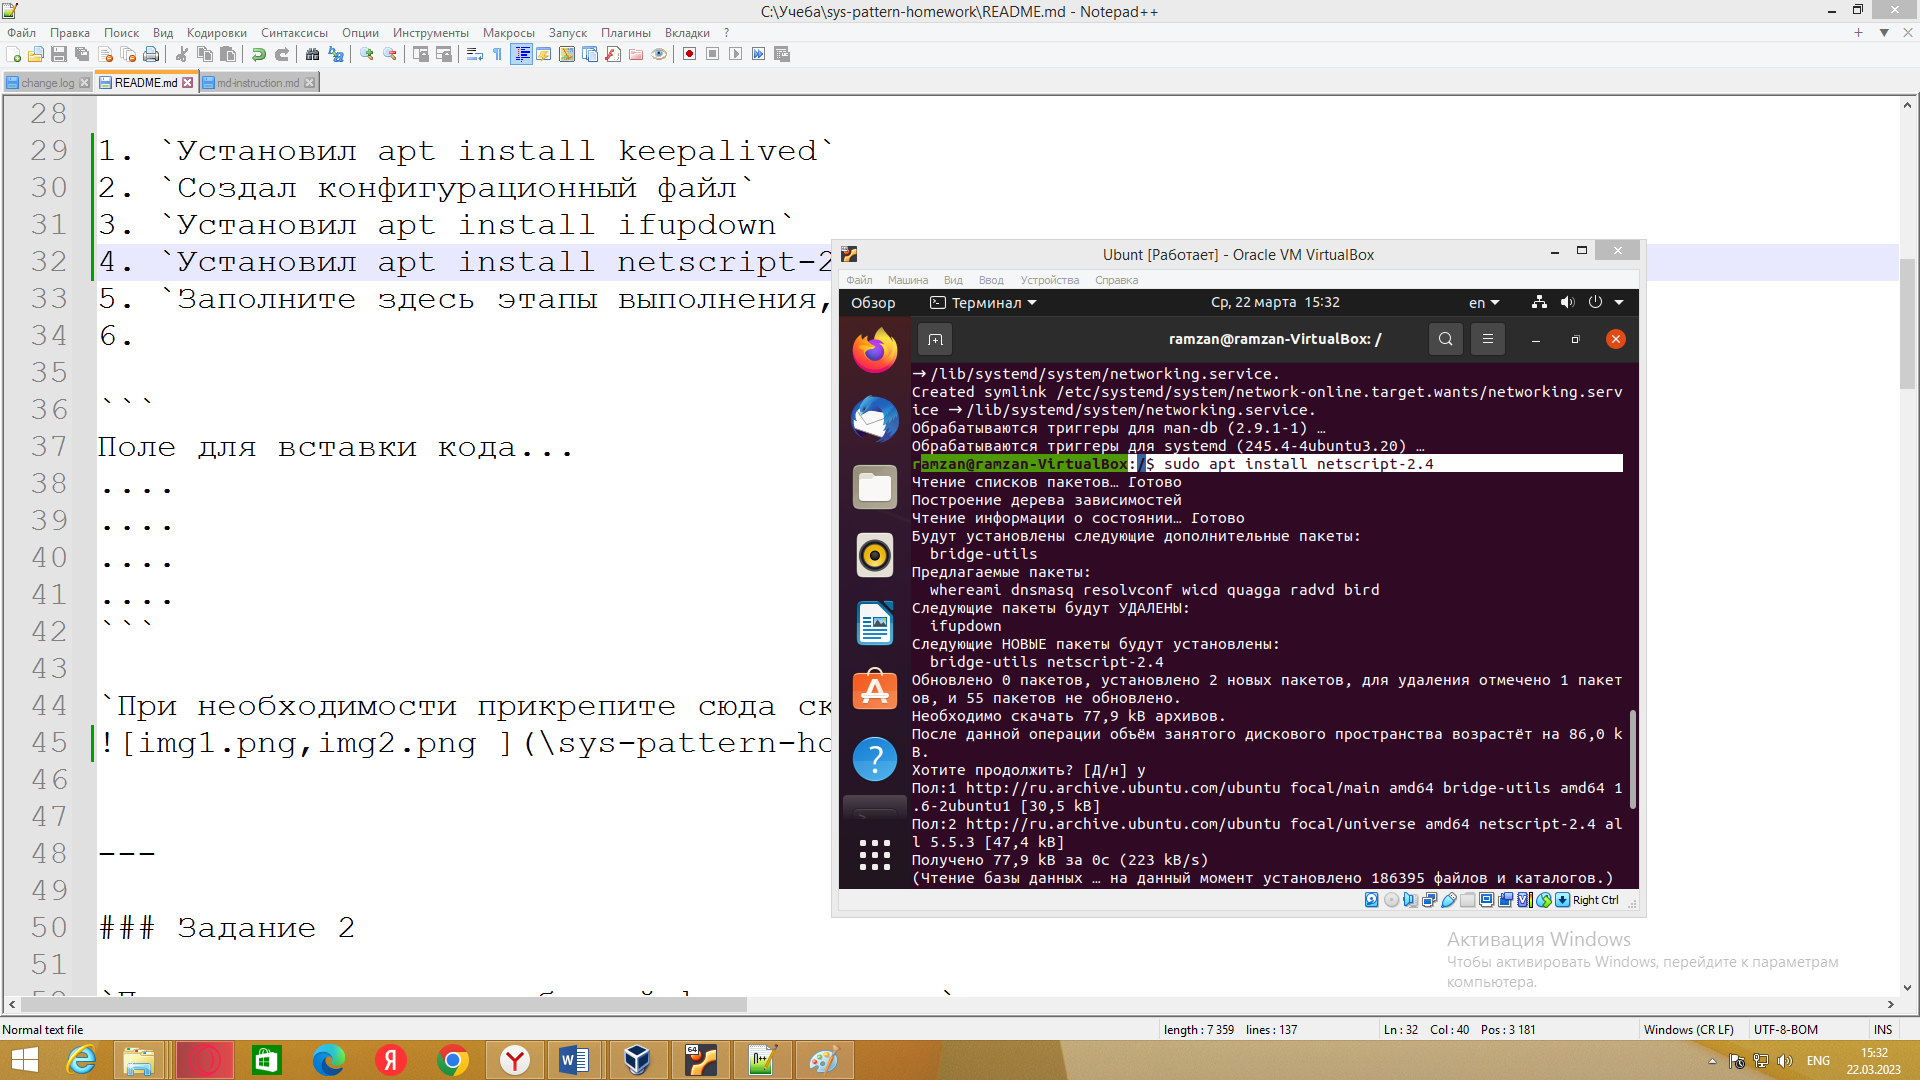 C:\Учеба\sys-pattern-homework\README.md - Notepad++
Файл Правка Поиск Вид Кодировки Синтаксисы Опции Инструменты Макросы Запуск Плагины Вкладки ?
change.log README.md md-instruction.md
28
29 1. `Установил apt install keepalived`
30 2. `Создал конфигурационный файл`
31 3. `Установил apt install ifupdown`
32 4. `Установил apt install netscript-2
33 5. `Заполните здесь этапы выполнения,
34 6.
35
36 ```
37 Поле для вставки кода...
38 ....
39 ....
40 ....
41 ....
42 ```
43
44 `При необходимости прикрепите сюда ск
45 ![img1.png,img2.png ](\sys-pattern-ho
46
47
48 ---
49
50 ### Задание 2
51
Ubunt [Работает] - Oracle VM VirtualBox
Файл Машина Вид Ввод Устройства Справка
Обзор Терминал Ср, 22 марта 15:32 en
ramzan@ramzan-VirtualBox: /
→ /lib/systemd/system/networking.service.
Created symlink /etc/systemd/system/network-online.target.wants/networking.serv
ice → /lib/systemd/system/networking.service.
Обрабатываются триггеры для man-db (2.9.1-1) …
Обрабатываются триггеры для systemd (245.4-4ubuntu3.20) …
ramzan@ramzan-VirtualBox:/$ sudo apt install netscript-2.4
Чтение списков пакетов… Готово
Построение дерева зависимостей
Чтение информации о состоянии… Готово
Будут установлены следующие дополнительные пакеты:
bridge-utils
Предлагаемые пакеты:
whereami dnsmasq resolvconf wicd quagga radvd bird
Следующие пакеты будут УДАЛЕНЫ:
ifupdown
Следующие НОВЫЕ пакеты будут установлены:
bridge-utils netscript-2.4
Обновлено 0 пакетов, установлено 2 новых пакетов, для удаления отмечено 1 пакет
ов, и 55 пакетов не обновлено.
Необходимо скачать 77,9 kB архивов.
После данной операции объём занятого дискового пространства возрастёт на 86,0 k
B.
Хотите продолжить? [Д/н] y
Пол:1 http://ru.archive.ubuntu.com/ubuntu focal/main amd64 bridge-utils amd64 1
.6-2ubuntu1 [30,5 kB]
Пол:2 http://ru.archive.ubuntu.com/ubuntu focal/universe amd64 netscript-2.4 al
l 5.5.3 [47,4 kB]
Получено 77,9 kB за 0с (223 kB/s)
(Чтение базы данных … на данный момент установлено 186395 файлов и каталогов.)
Right Ctrl
Активация Windows
Чтобы активировать Windows, перейдите к параметрам
компьютера.
Normal text file length : 7 359 lines : 137 Ln : 32 Col : 40 Pos : 3 181 Windows (CR LF) UTF-8-BOM INS
ENG
15:32
22.03.2023